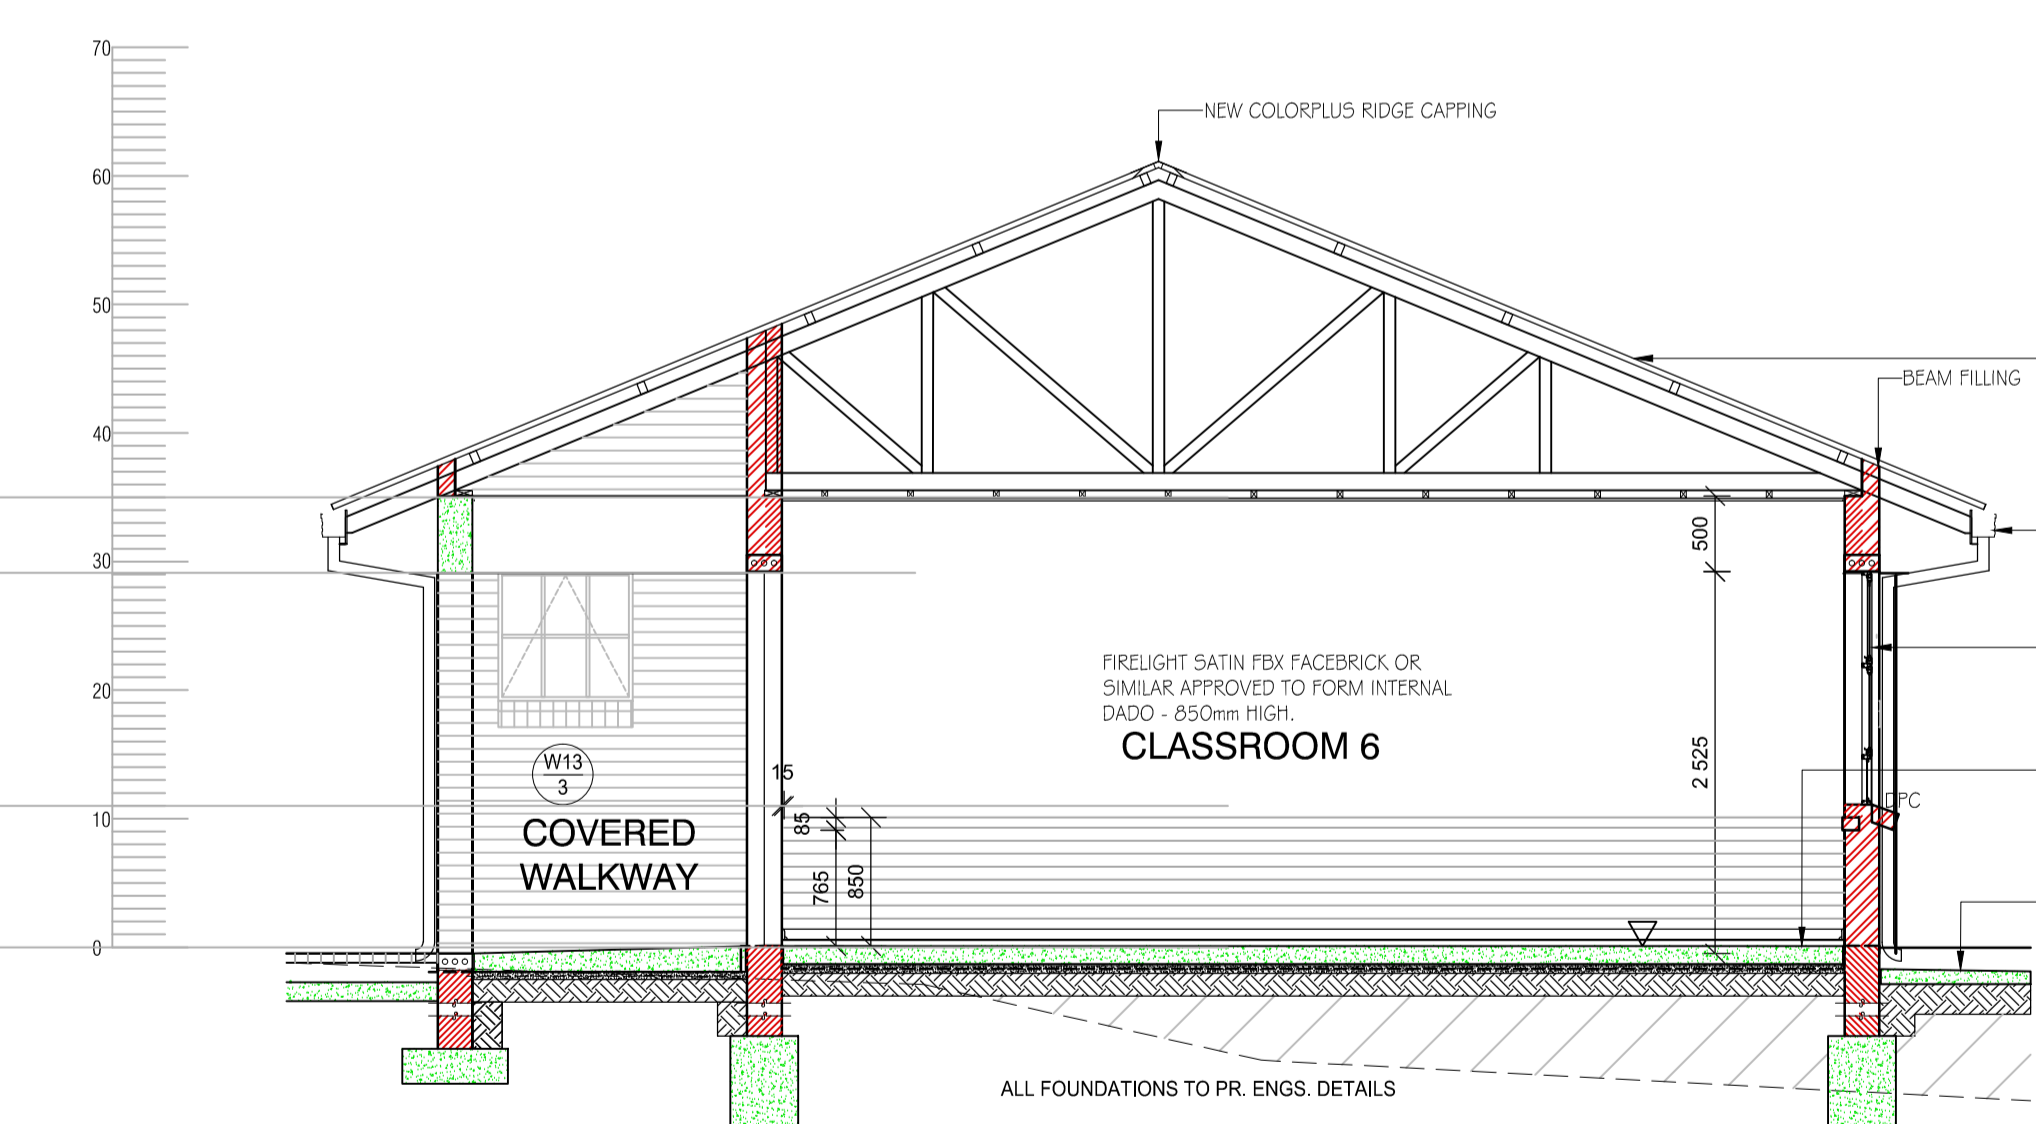 70
60
50
40
30
20
10
0
NEW COLORPLUS RIDGE CAPPING
BEAM FILLING
500
2 525
FIRELIGHT SATIN FBX FACEBRICK OR
SIMILAR APPROVED TO FORM INTERNAL
DADO - 850mm HIGH.
CLASSROOM 6
W13
3
COVERED
WALKWAY
15
85
765
850
DPC
ALL FOUNDATIONS TO PR. ENGS. DETAILS